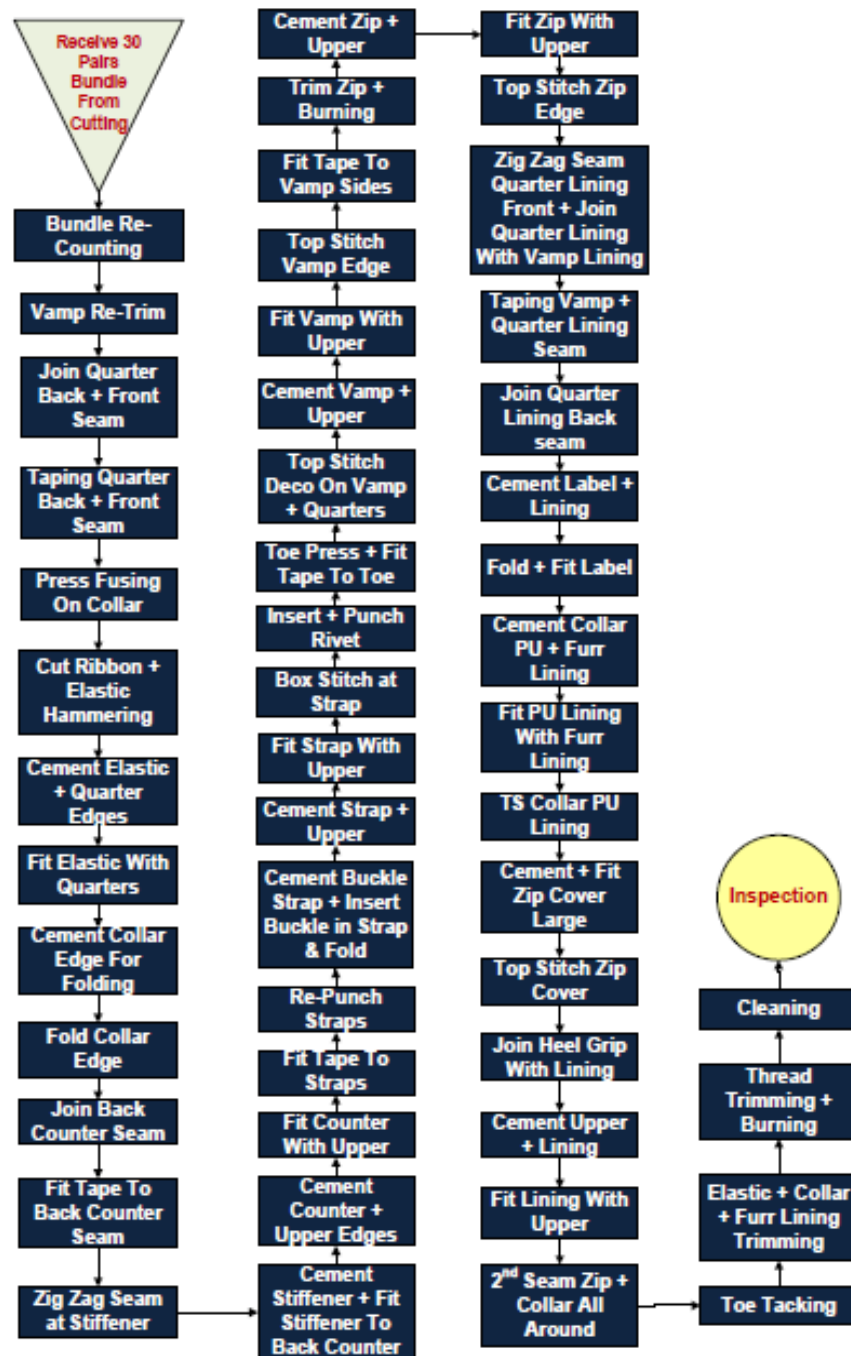 Receive 30
Pairs
Bundle
From
Cutting
Bundle Re-
Counting
Vamp Re-Trim
Join Quarter
Back + Front
Seam
Taping Quarter
Back + Front
Seam
Press Fusing
On Collar
Cut Ribbon +
Elastic
Hammering
Cement Elastic
+ Quarter
Edges
Fit Elastic With
Quarters
Cement Collar
Edge For
Folding
Fold Collar
Edge
Join Back
Counter Seam
Fit Tape To
Back Counter
Seam
Zig Zag Seam
at Stiffener
Cement
Stiffener + Fit
Stiffener To
Back Counter
Cement
Counter +
Upper Edges
Fit Counter
With Upper
Fit Tape To
Straps
Re-Punch
Straps
Cement Buckle
Strap + Insert
Buckle in Strap
& Fold
Cement Strap +
Upper
Fit Strap With
Upper
Box Stitch at
Strap
Insert + Punch
Rivet
Toe Press + Fit
Tape To Toe
Top Stitch
Deco On Vamp
+ Quarters
Cement Vamp +
Upper
Fit Vamp With
Upper
Top Stitch
Vamp Edge
Fit Tape To
Vamp Sides
Trim Zip +
Burning
Cement Zip +
Upper
Fit Zip With
Upper
Top Stitch Zip
Edge
Zig Zag Seam
Quarter Lining
Front + Join
Quarter Lining
With Vamp Lining
Taping Vamp +
Quarter Lining
Seam
Join Quarter
Lining Back
seam
Cement Label +
Lining
Fold + Fit Label
Cement Collar
PU + Furr
Lining
Fit PU Lining
With Furr
Lining
TS Collar PU
Lining
Cement + Fit
Zip Cover
Large
Top Stitch Zip
Cover
Join Heel Grip
With Lining
Cement Upper
+ Lining
Fit Lining With
Upper
2nd Seam Zip +
Collar All
Around
Toe Tacking
Elastic + Collar
+ Furr Lining
Trimming
Thread
Trimming +
Burning
Cleaning
Inspection